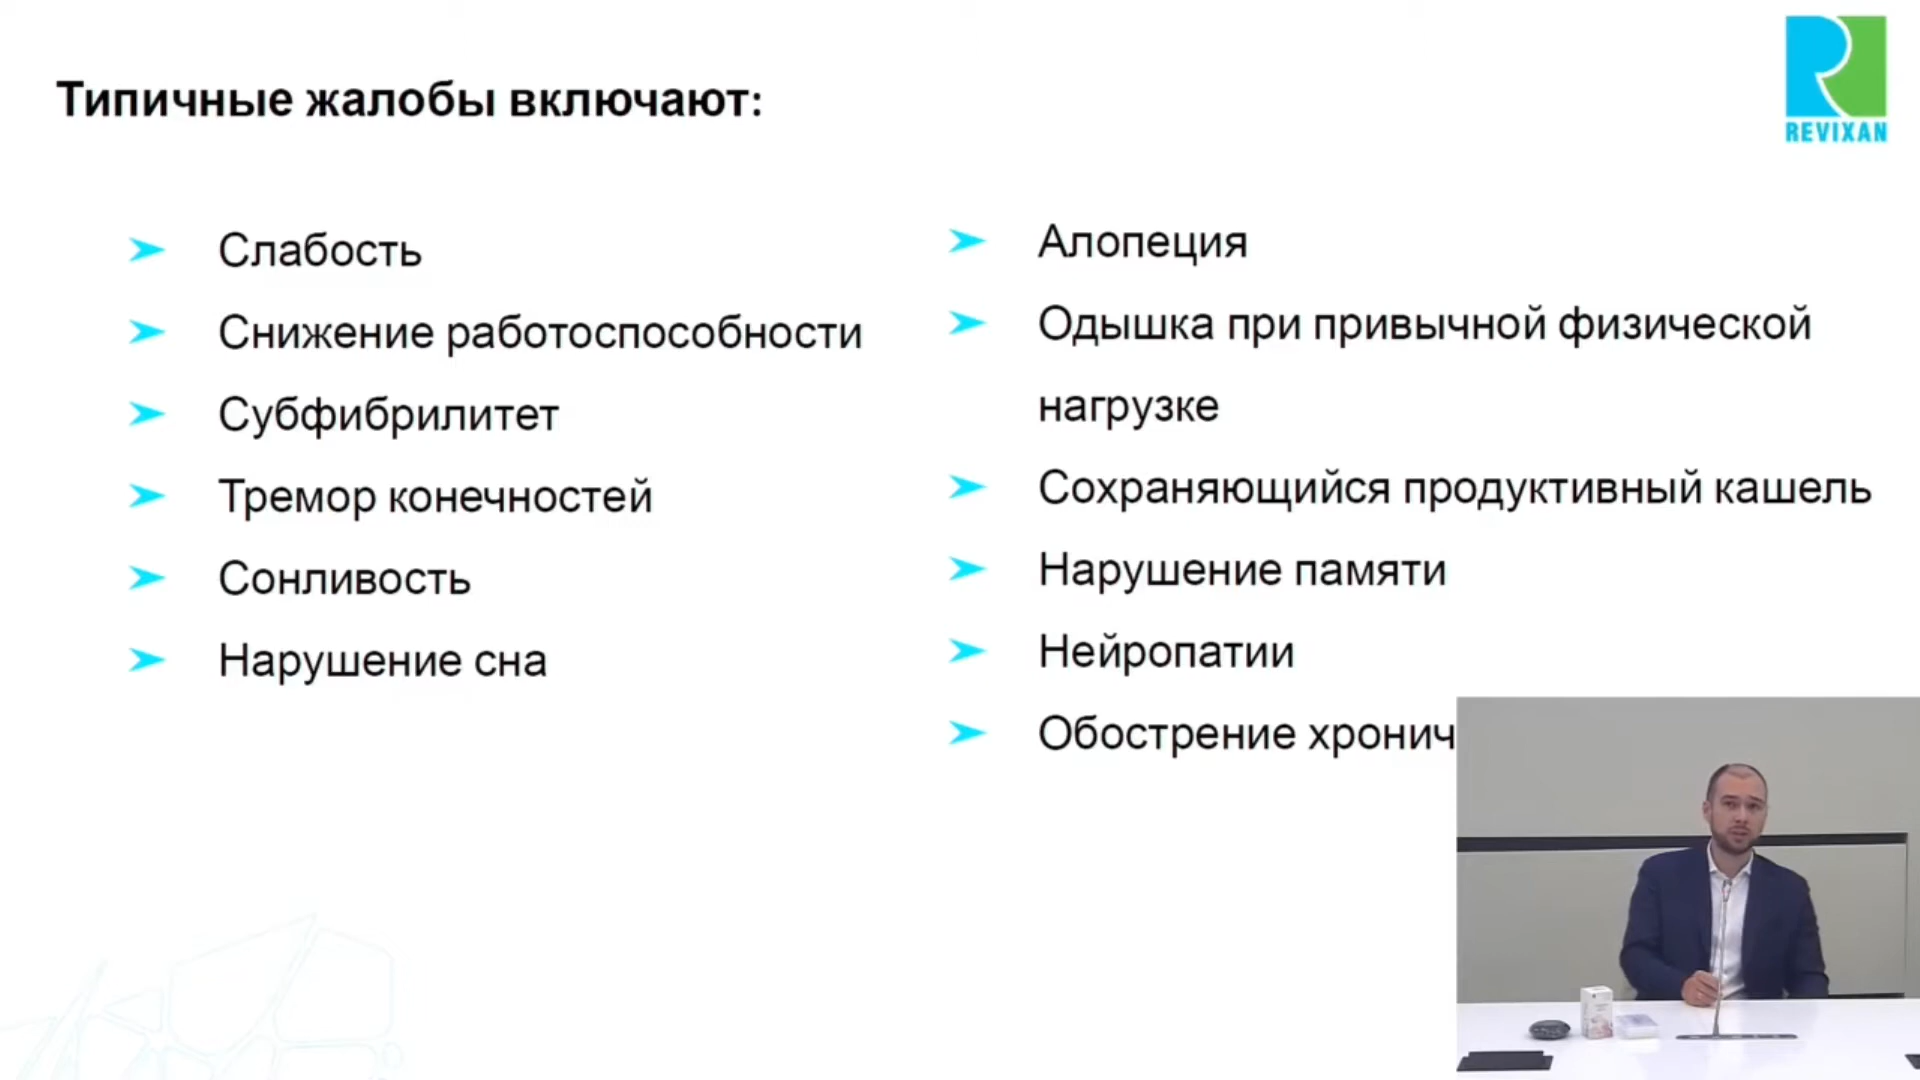 Типичные жалобы включают:
REVIXAN
Слабость
Снижение работоспособности
Субфибрилитет
Тремор конечностей
Сонливость
Нарушение сна
Алопеция
Одышка при привычной физической
нагрузке
Сохраняющийся продуктивный кашель
Нарушение памяти
Нейропатии
Обострение хронич